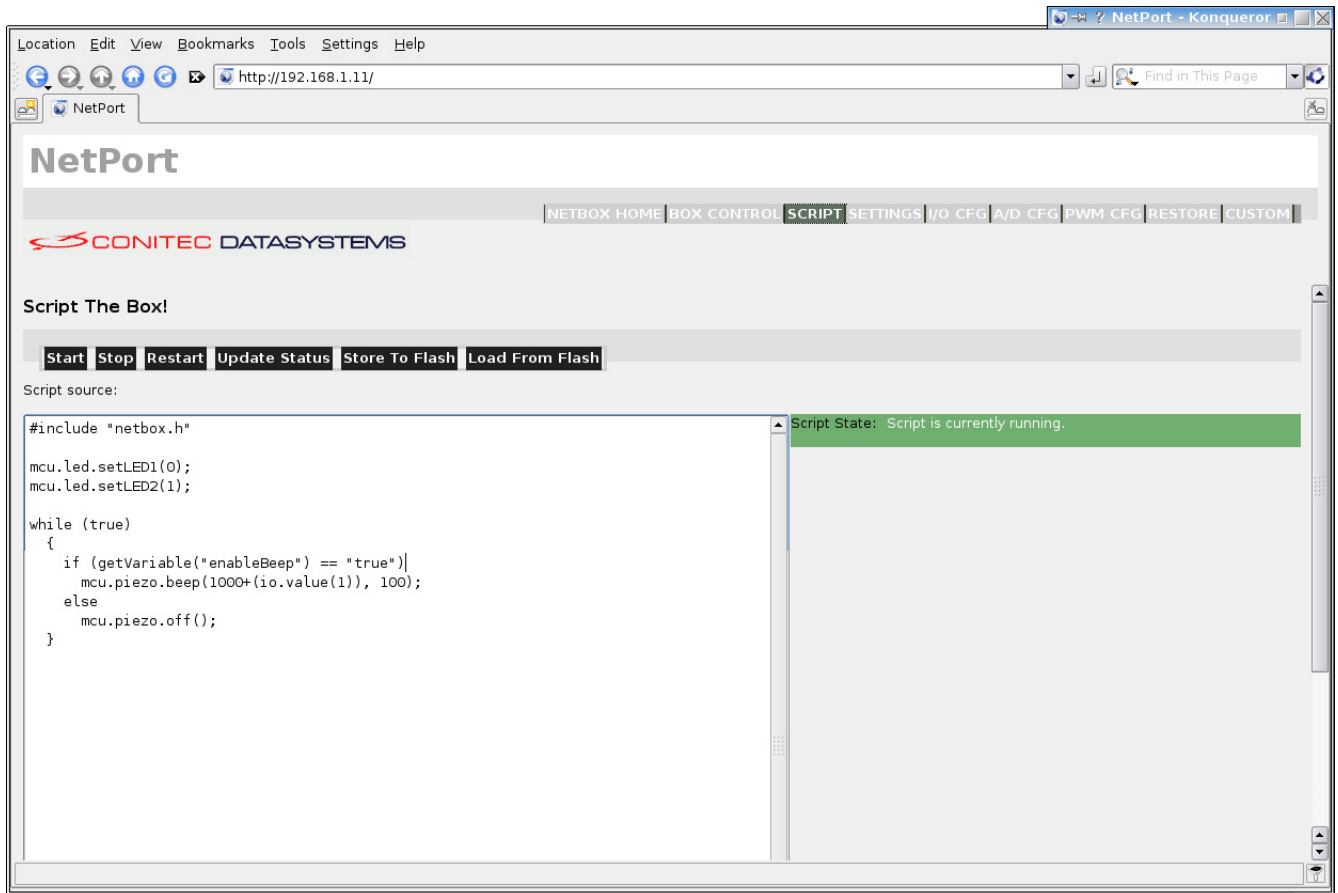 ? NetPort - Konqueror
Location Edit View Bookmarks Tools Settings Help
http://192.168.1.11/ Find in This Page
NetPort
NetPort
NETBOX HOME BOX CONTROL SCRIPT SETTINGS I/O CFG A/D CFG PWM CFG RESTORE CUSTOM
CONITEC DATASYSTEMS
Script The Box!
Start Stop Restart Update Status Store To Flash Load From Flash
Script source:
Script State: Script is currently running.
#include "netbox.h"
mcu.led.setLED1(0);
mcu.led.setLED2(1);
while (true)
{
if (getVariable("enableBeep") == "true")
mcu.piezo.beep(1000+(io.value(1)), 100);
else
mcu.piezo.off();
}